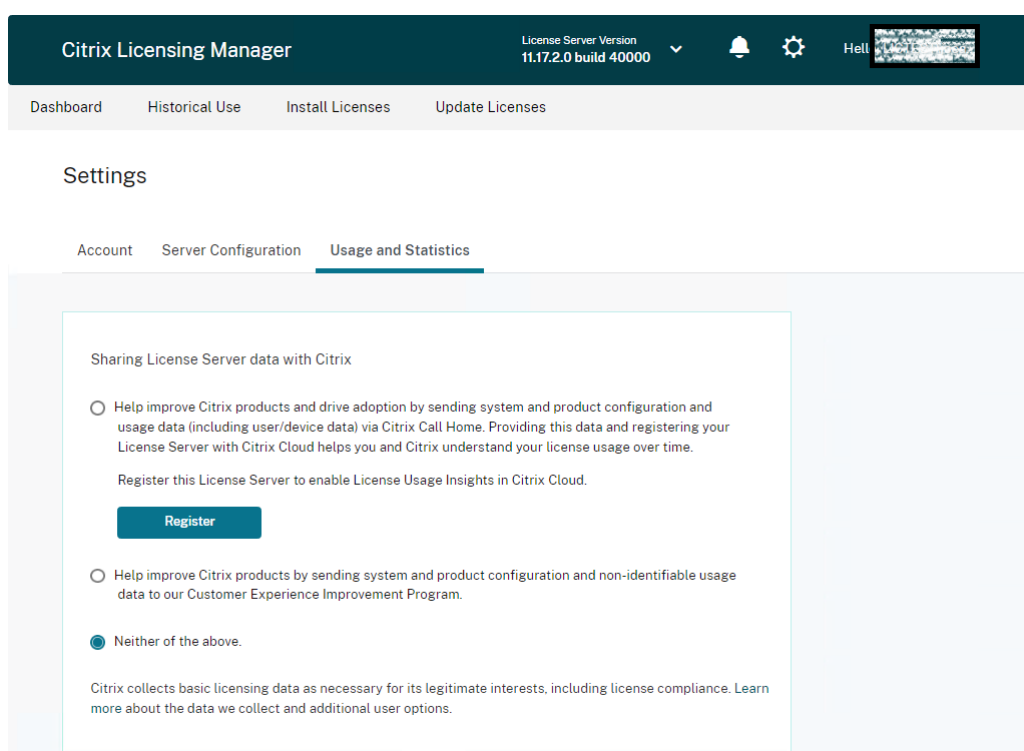 Citrix Licensing Manager
License Server Version
11.17.2.0 build 40000
Hell
Dashboard
Historical Use
Install Licenses
Update Licenses
Settings
Account
Server Configuration
Usage and Statistics
Sharing License Server data with Citrix
Help improve Citrix products and drive adoption by sending system and product configuration and
usage data (including user/device data) via Citrix Call Home. Providing this data and registering your
License Server with Citrix Cloud helps you and Citrix understand your license usage over time.
Register this License Server to enable License Usage Insights in Citrix Cloud.
Register
Help improve Citrix products by sending system and product configuration and non-identifiable usage
data to our Customer Experience Improvement Program.
Neither of the above.
Citrix collects basic licensing data as necessary for its legitimate interests, including license compliance. Learn
more about the data we collect and additional user options.